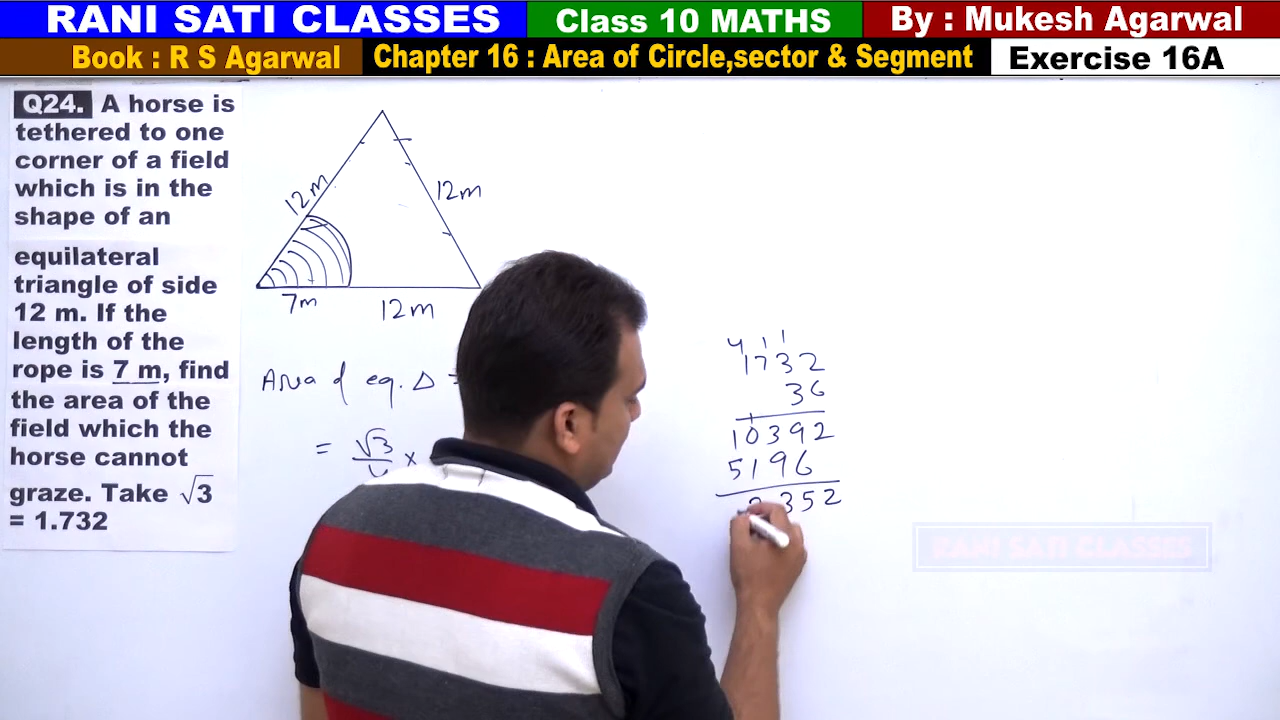 RANI SATI CLASSES
Class 10 MATHS
By : Mukesh Agarwal
Book : R S Agarwal
Chapter 16 : Area of Circle,sector & Segment
Exercise 16A
Q24. A horse is
tethered to one
corner of a field
which is in the
shape of an
equilateral
triangle of side
12 m. If the
length of the
rope is 7 m, find
the area of the
field which the
horse cannot
graze. Take √3
= 1.732
12m
12m
7m
12m
Area of eq. Δ =
= √3/4 ×
4 1 1
1732
36
1
10392
5196
352
RANI SATI CLASSES